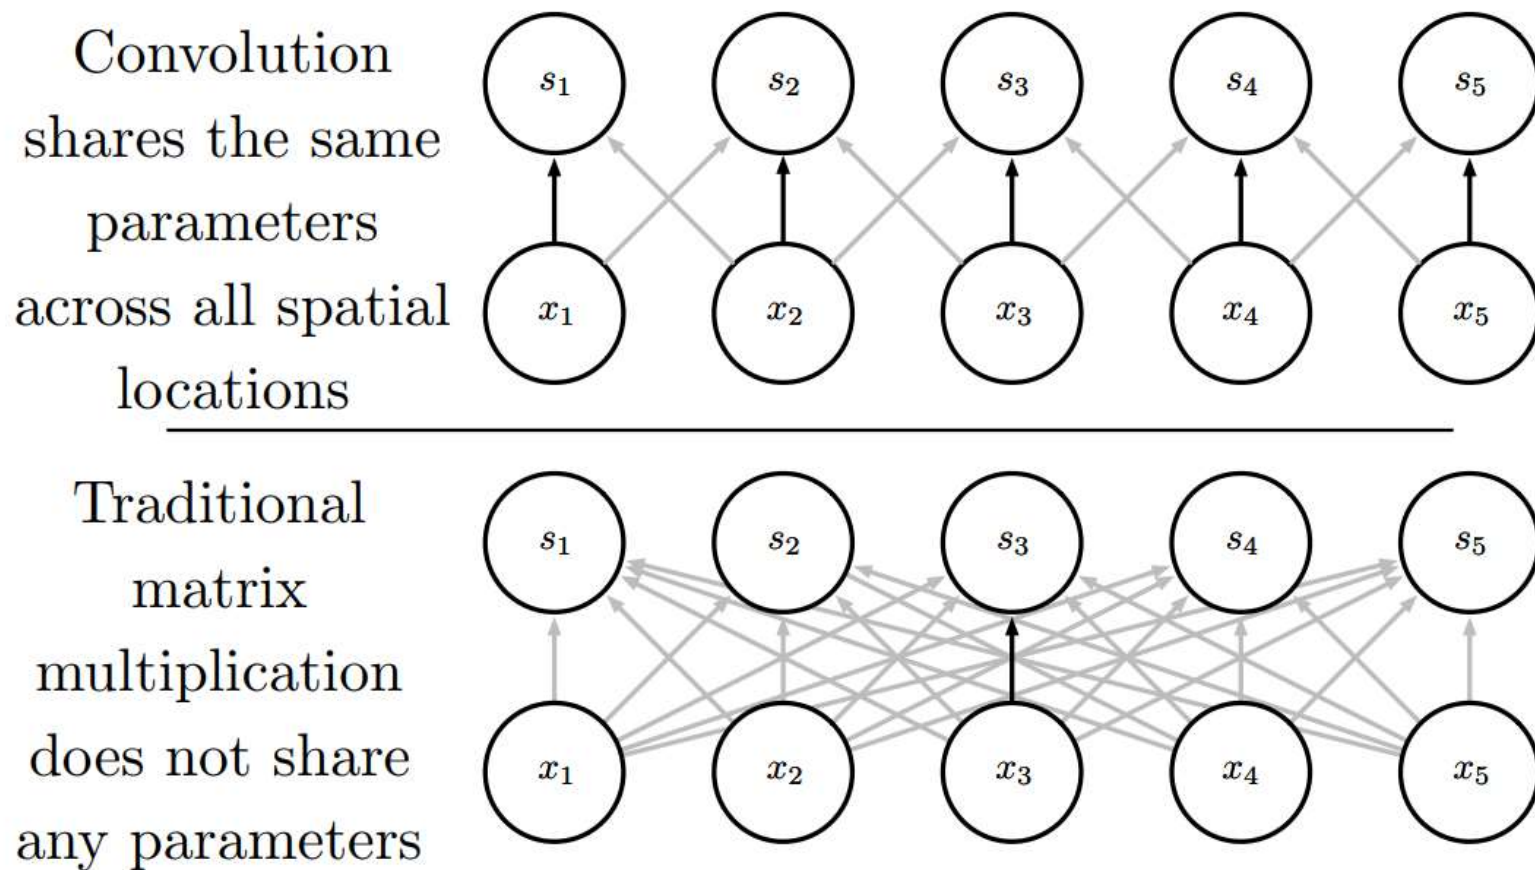 Convolution
shares the same
parameters
across all spatial
locations
s₁ s₂ s₃ s₄ s₅
x₁ x₂ x₃ x₄ x₅
Traditional
matrix
multiplication
does not share
any parameters
s₁ s₂ s₃ s₄ s₅
x₁ x₂ x₃ x₄ x₅